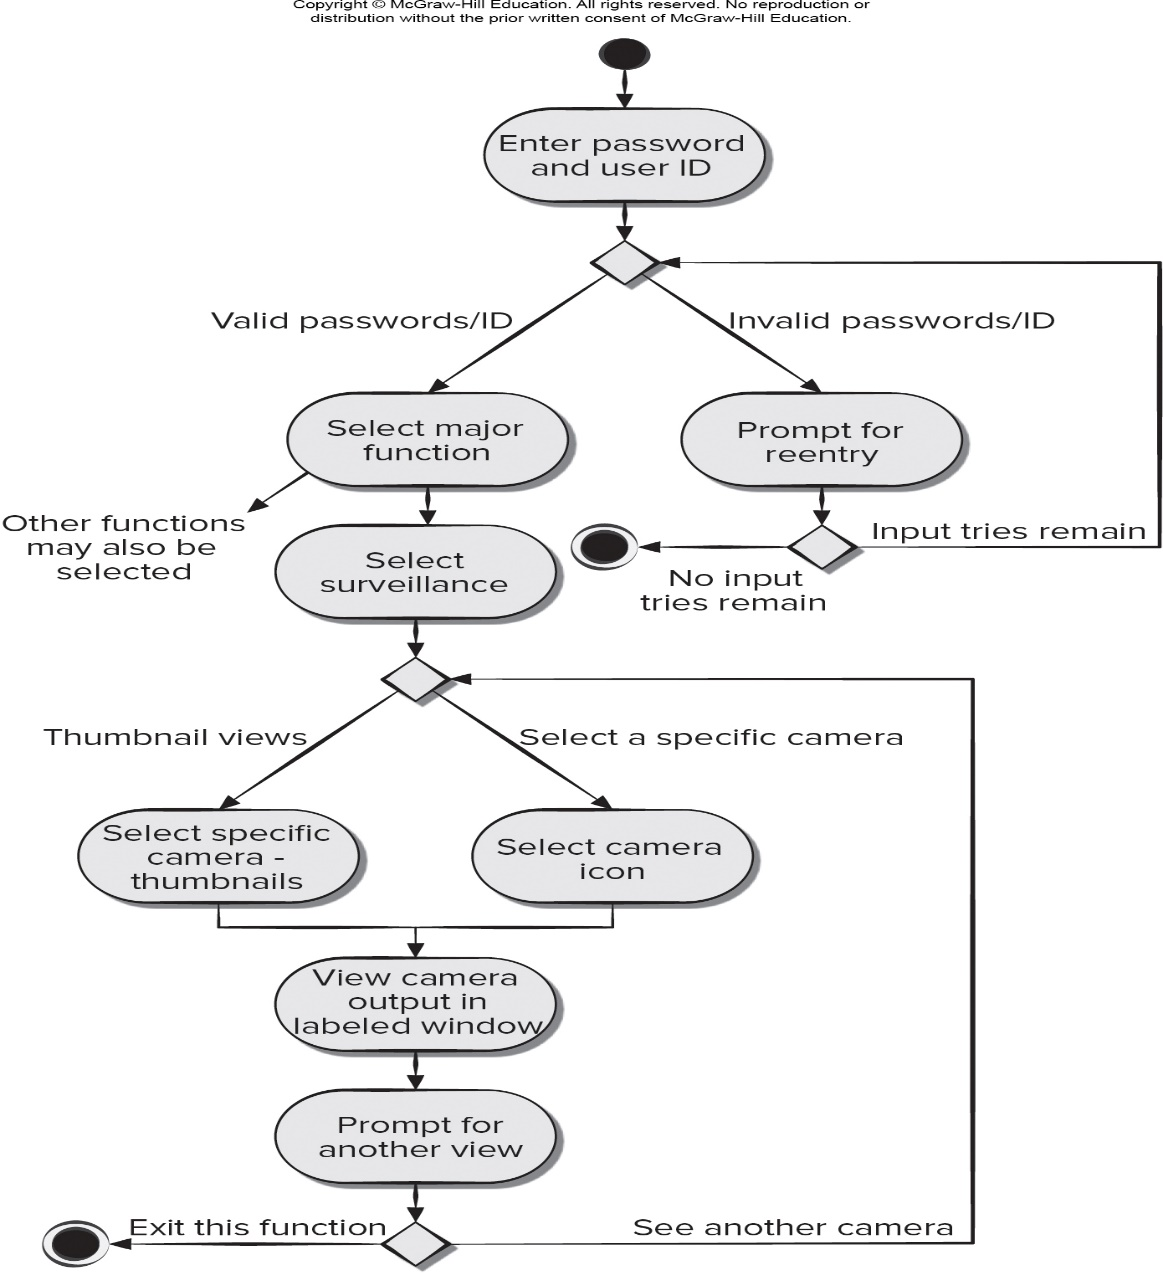 Copyright © McGraw-Hill Education. All rights reserved. No reproduction or
distribution without the prior written consent of McGraw-Hill Education.
Enter password
and user ID
Valid passwords/ID
Invalid passwords/ID
Select major
function
Prompt for
reentry
Other functions
may also be
selected
Input tries remain
Select
surveillance
No input
tries remain
Thumbnail views
Select a specific camera
Select specific
camera -
thumbnails
Select camera
icon
View camera
output in
labeled window
Prompt for
another view
Exit this function
See another camera